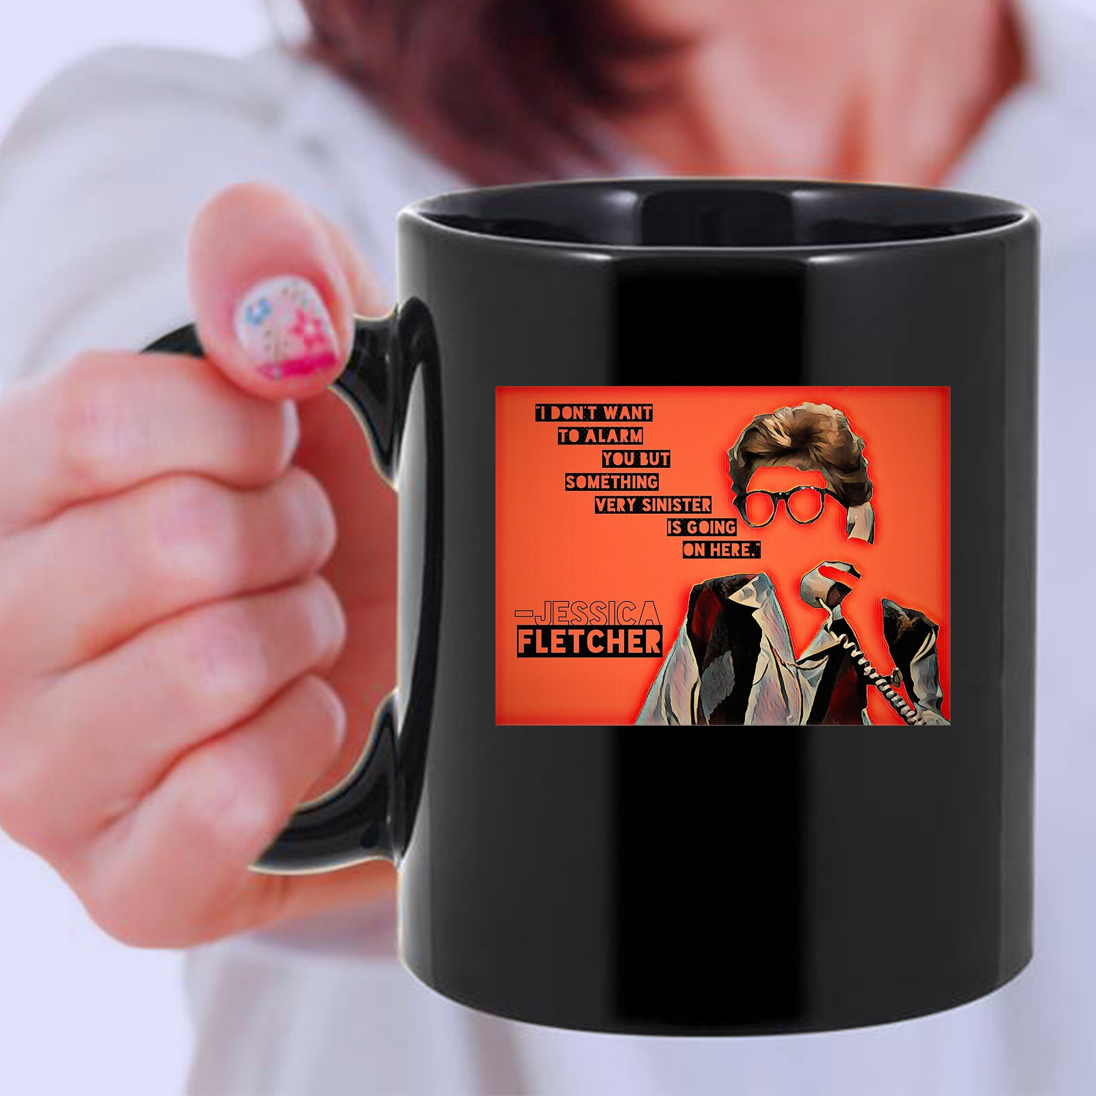 "I DON'T WANT
TO ALARM
YOU BUT
SOMETHING
VERY SINISTER
IS GOING
ON HERE."
-JESSICA
FLETCHER